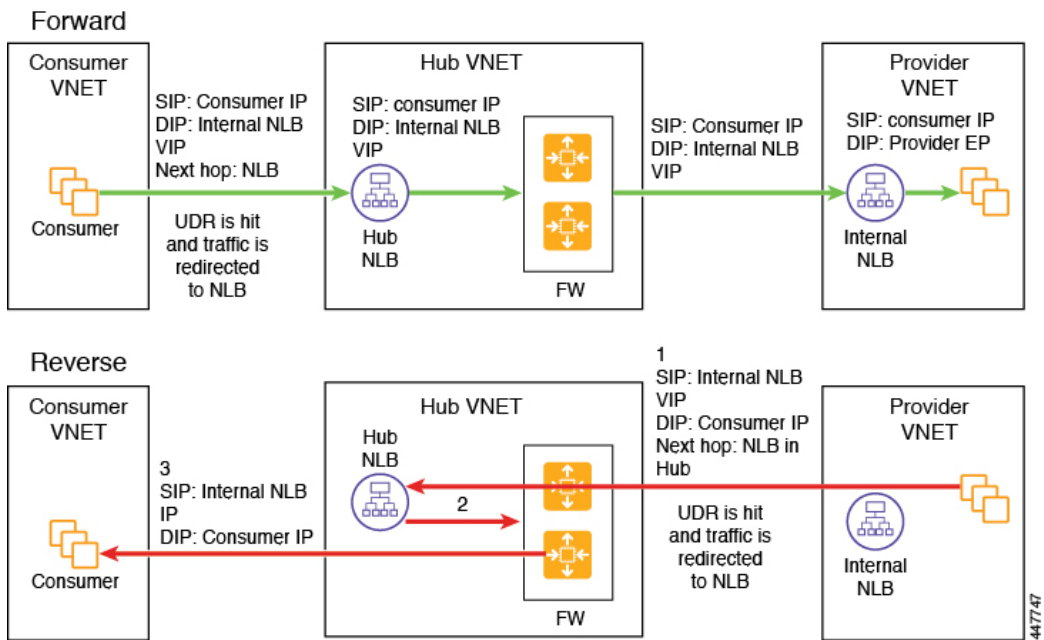 Forward
Consumer
VNET
SIP: Consumer IP
DIP: Internal NLB
VIP
Next hop: NLB
Consumer
UDR is hit
and traffic is
redirected
to NLB
Hub VNET
SIP: consumer IP
DIP: Internal NLB
VIP
Hub
NLB
FW
SIP: Consumer IP
DIP: Internal NLB
VIP
Provider
VNET
SIP: consumer IP
DIP: Provider EP
Internal
NLB
Reverse
Consumer
VNET
3
SIP: Internal NLB
IP
DIP: Consumer IP
Consumer
Hub VNET
Hub
NLB
2
FW
1
SIP: Internal NLB
VIP
DIP: Consumer IP
Next hop: NLB in
Hub
UDR is hit
and traffic is
redirected
to NLB
Provider
VNET
Internal
NLB
447747